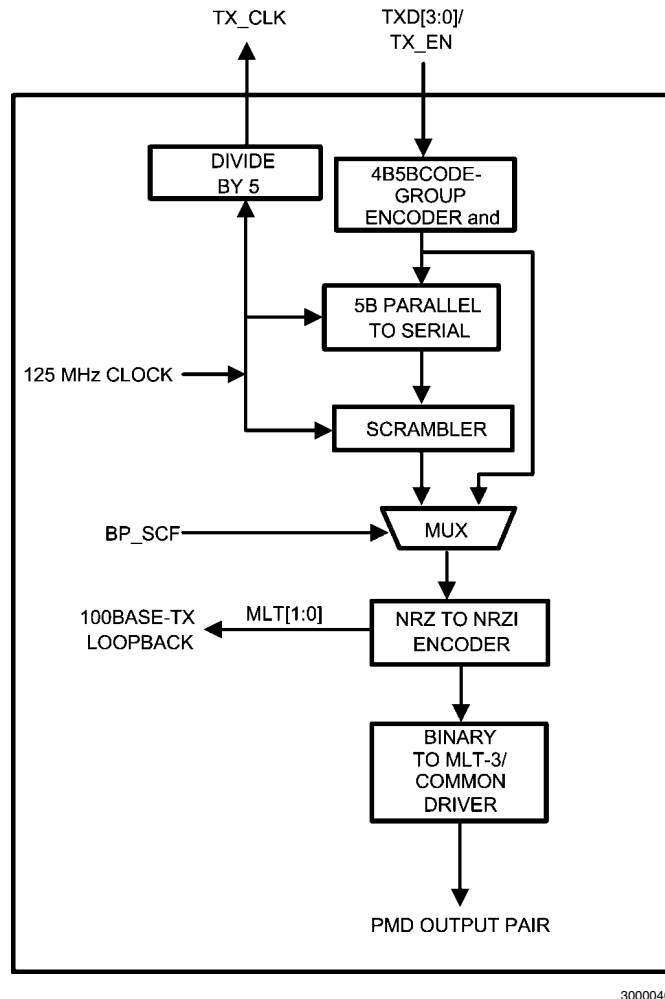 TX_CLK
TXD[3:0]/
TX_EN
DIVIDE
BY 5
4B5BCODE-
GROUP
ENCODER and
5B PARALLEL
TO SERIAL
125 MHz CLOCK
SCRAMBLER
BP_SCF
MUX
100BASE-TX
LOOPBACK
MLT[1:0]
NRZ TO NRZI
ENCODER
BINARY
TO MLT-3/
COMMON
DRIVER
PMD OUTPUT PAIR